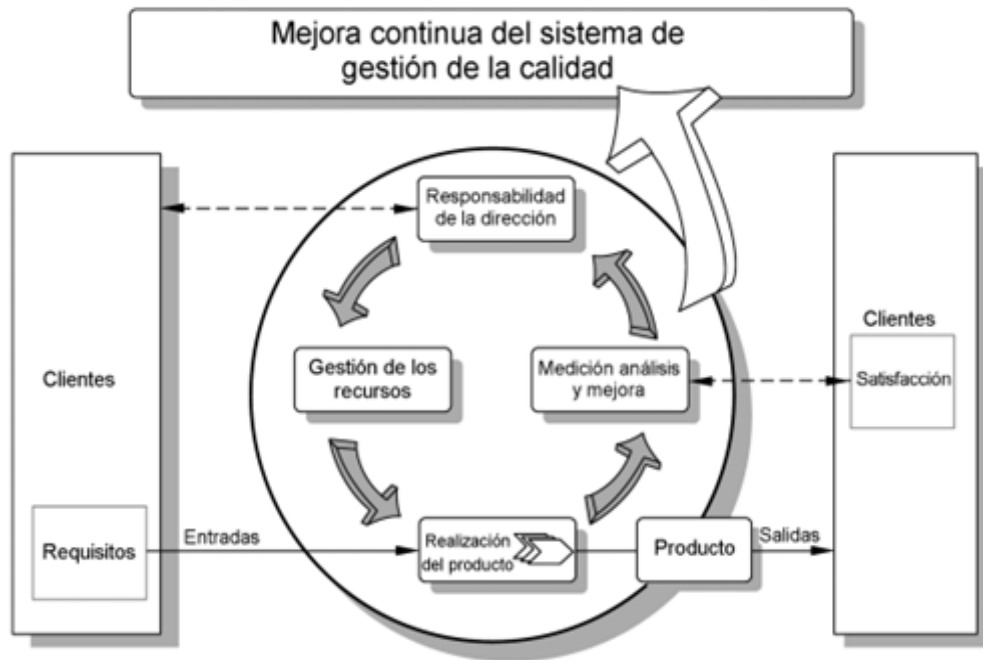 Mejora continua del sistema de
gestión de la calidad
Responsabilidad
de la dirección
Clientes
Gestión de los
recursos
Medición análisis
y mejora
Clientes
Satisfacción
Requisitos
Entradas
Realización
del producto
Producto
Salidas